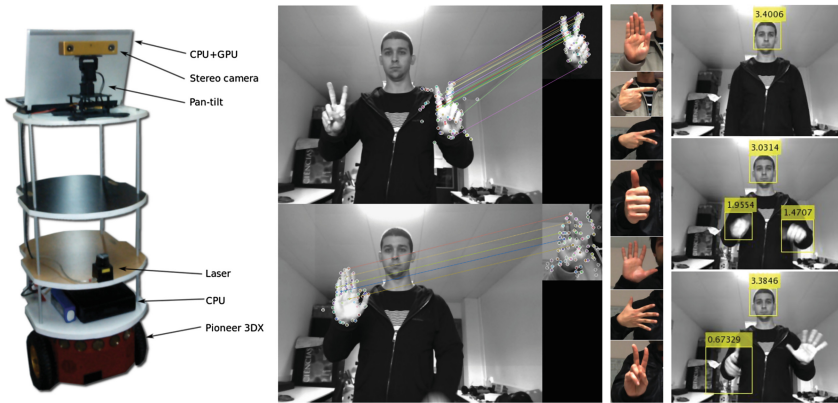 CPU+GPU
Stereo camera
Pan-tilt
Laser
CPU
Pioneer 3DX
3.4006
3.0314
1.9554
1.4707
3.3846
0.67329